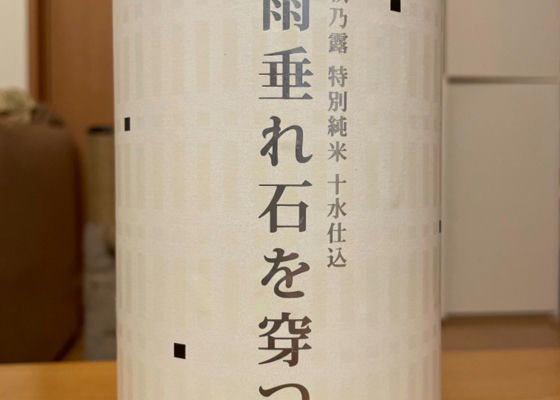 雨垂れ石を穿つ
乃露 特別純米 十水仕込